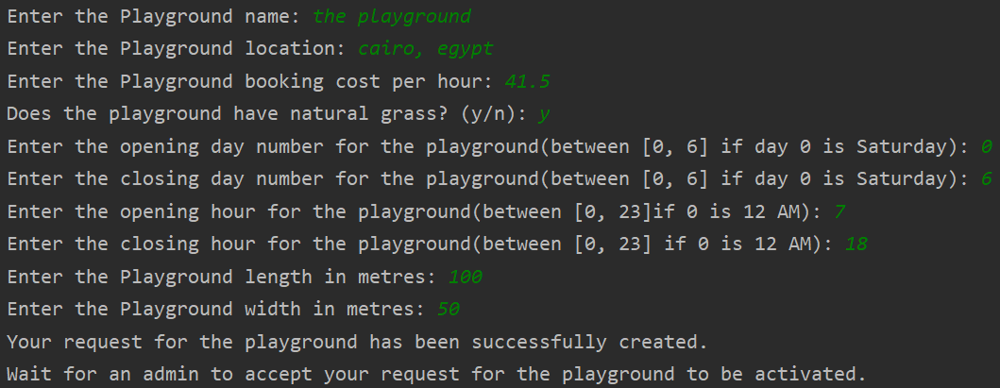 Enter the Playground name: the playground
Enter the Playground location: cairo, egypt
Enter the Playground booking cost per hour: 41.5
Does the playground have natural grass? (y/n): y
Enter the opening day number for the playground(between [0, 6] if day 0 is Saturday): 0
Enter the closing day number for the playground(between [0, 6] if day 0 is Saturday): 6
Enter the opening hour for the playground(between [0, 23]if 0 is 12 AM): 7
Enter the closing hour for the playground(between [0, 23] if 0 is 12 AM): 18
Enter the Playground length in metres: 100
Enter the Playground width in metres: 50
Your request for the playground has been successfully created.
Wait for an admin to accept your request for the playground to be activated.